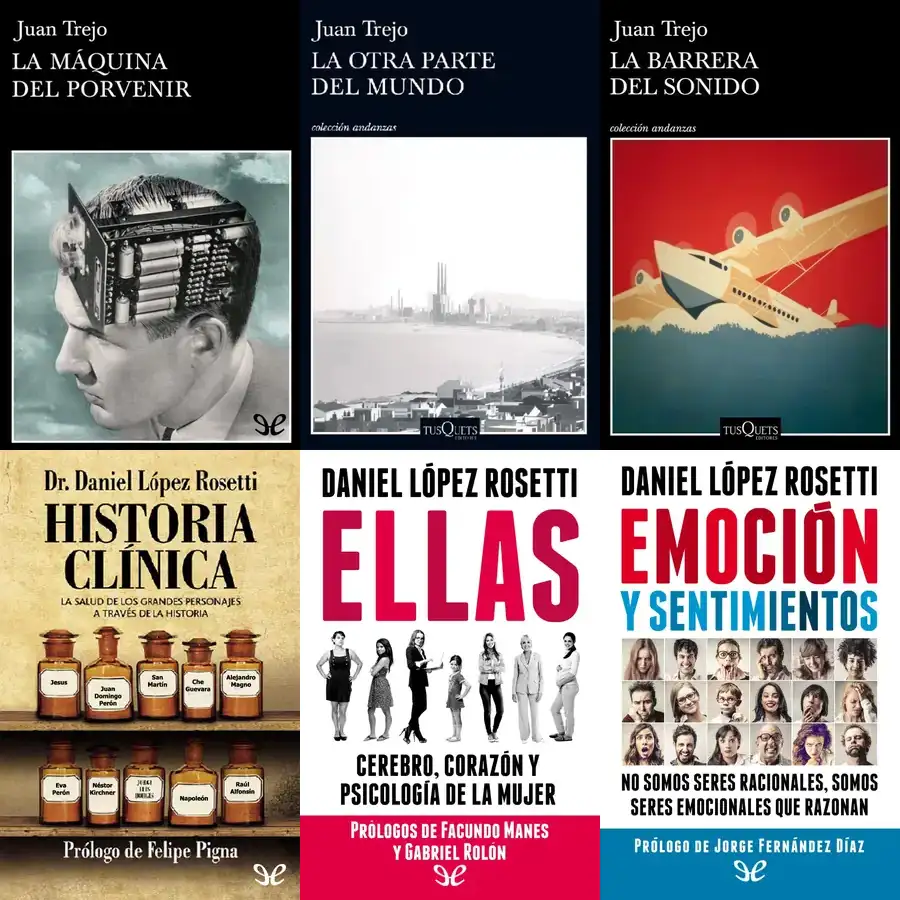 Juan Trejo
LA MÁQUINA
DEL PORVENIR
Juan Trejo
LA OTRA PARTE
DEL MUNDO
colección andanzas
TUSQUETS
EDITORES
Juan Trejo
LA BARRERA
DEL SONIDO
colección andanzas
TUSQUETS
EDITORES
Dr. Daniel López Rosetti
HISTORIA
CLÍNICA
LA SALUD DE LOS GRANDES PERSONAJES
A TRAVÉS DE LA HISTORIA
Jesus
Juan
Domingo
Perón
San
Martín
Che
Guevara
Alejandro
Magno
Eva
Perón
Néstor
Kirchner
JORGE
LUIS
BORGES
Napoleón
Raúl
Alfonsín
Prólogo de Felipe Pigna
DANIEL LÓPEZ ROSETTI
ELLAS
CEREBRO, CORAZÓN Y
PSICOLOGÍA DE LA MUJER
PRÓLOGOS DE FACUNDO MANES
Y GABRIEL ROLÓN
DANIEL LÓPEZ ROSETTI
EMOCIÓN
Y SENTIMIENTOS
NO SOMOS SERES RACIONALES, SOMOS
SERES EMOCIONALES QUE RAZONAN
PRÓLOGO DE JORGE FERNÁNDEZ DÍAZ